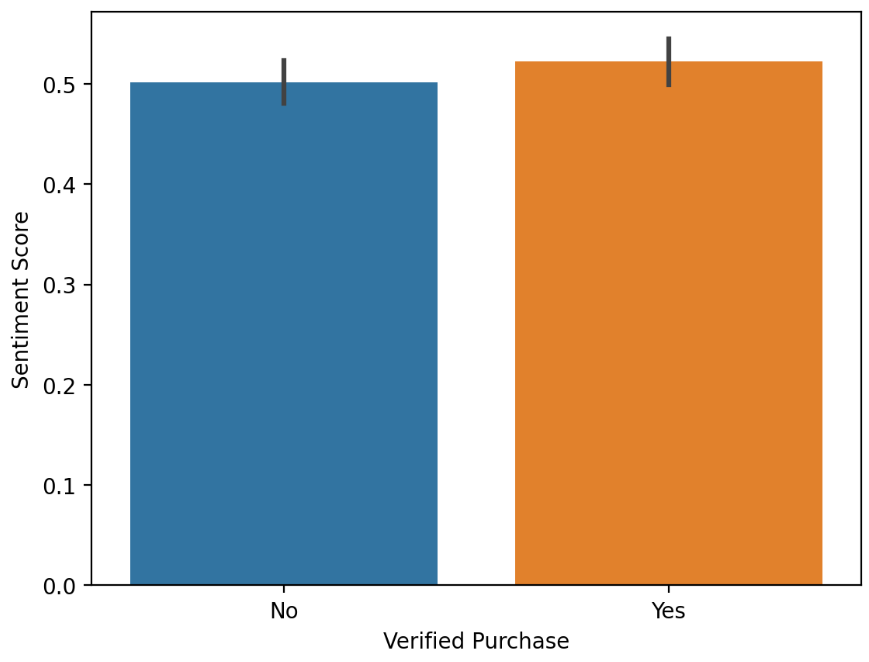 Sentiment Score
0.5
0.4
0.3
0.2
0.1
0.0
No Yes
Verified Purchase